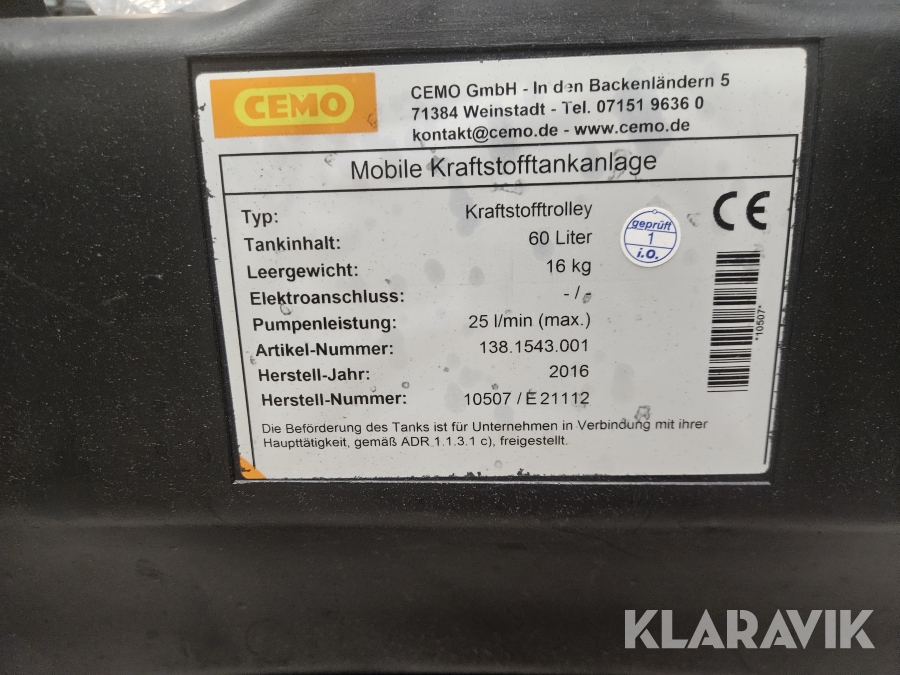 CEMO
CEMO GmbH - In den Backenländern 5
71384 Weinstadt - Tel. 07151 9636 0
kontakt@cemo.de - www.cemo.de
Mobile Kraftstofftankanlage
Typ: Kraftstofftrolley
Tankinhalt: 60 Liter
Leergewicht: 16 kg
Elektroanschluss: - / -
Pumpenleistung: 25 l/min (max.)
Artikel-Nummer: 138.1543.001
Herstell-Jahr: 2016
Herstell-Nummer: 10507 / E 21112
geprüft
1
i.O.
CE
*10507*
Die Beförderung des Tanks ist für Unternehmen in Verbindung mit ihrer
Haupttätigkeit, gemäß ADR 1.1.3.1 c), freigestellt.
KLARAVIK